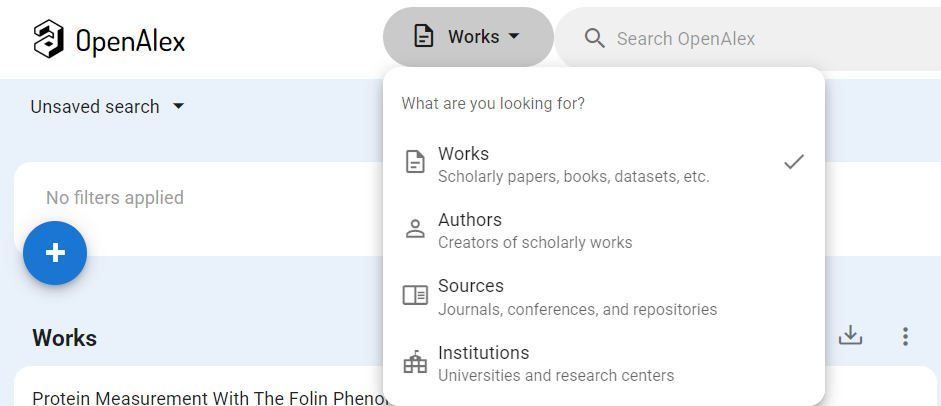 OpenAlex
Works
Search OpenAlex
Unsaved search
What are you looking for?
Works
Scholarly papers, books, datasets, etc.
No filters applied
Authors
Creators of scholarly works
Sources
Journals, conferences, and repositories
Works
Institutions
Universities and research centers
Protein Measurement With The Folin